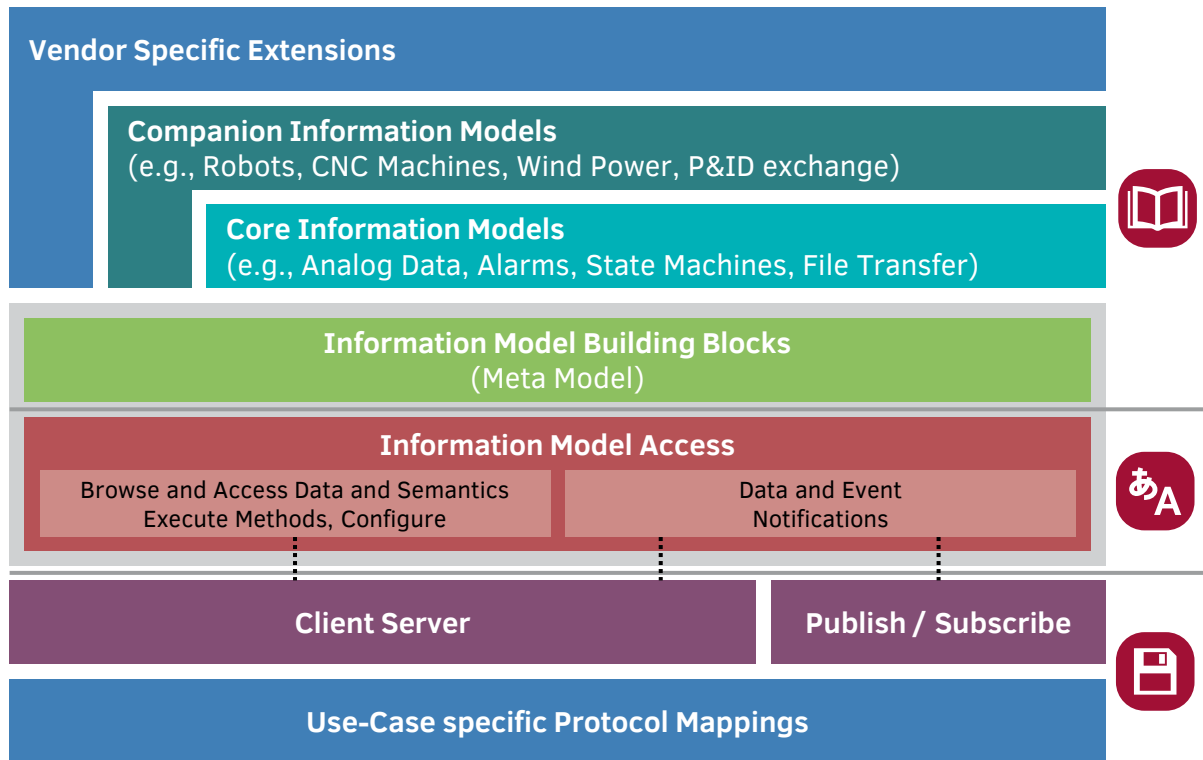 Vendor Specific Extensions
Companion Information Models
(e.g., Robots, CNC Machines, Wind Power, P&ID exchange)
Core Information Models
(e.g., Analog Data, Alarms, State Machines, File Transfer)
Information Model Building Blocks
(Meta Model)
Information Model Access
Browse and Access Data and Semantics
Execute Methods, Configure
Data and Event
Notifications
あA
Client Server
Publish / Subscribe
Use-Case specific Protocol Mappings